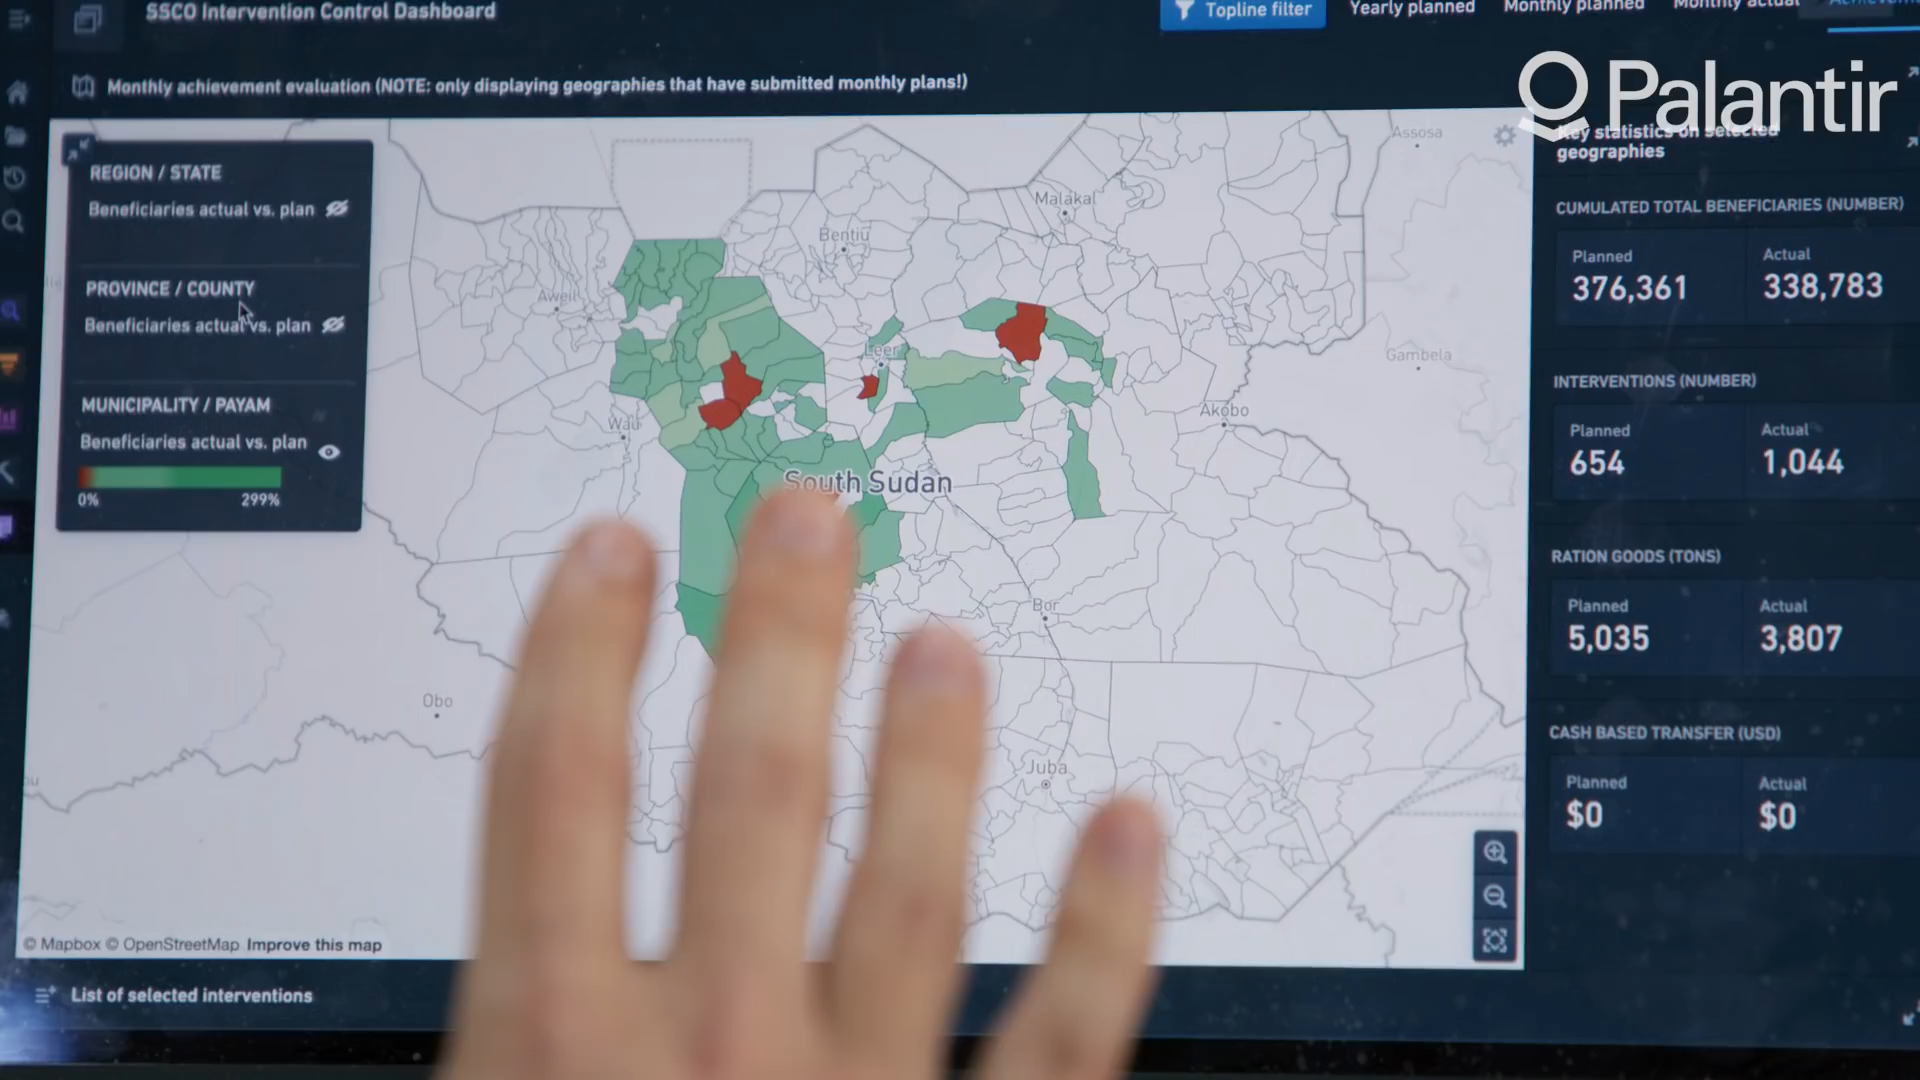 SSCO Intervention Control Dashboard
Topline filter
Yearly planned
Monthly planned
Monthly actual
Monthly achievement evaluation (NOTE: only displaying geographies that have submitted monthly plans!)
Palantir
Key statistics on selected
geographies
REGION / STATE
Beneficiaries actual vs. plan
PROVINCE / COUNTY
Beneficiaries actual vs. plan
MUNICIPALITY / PAYAM
Beneficiaries actual vs. plan
0%
299%
Assosa
Malakal
Bentiu
Aweil
Leer
Gambela
Wau
Akobo
South Sudan
Bor
Obo
Juba
CUMULATED TOTAL BENEFICIARIES (NUMBER)
Planned
Actual
376,361
338,783
INTERVENTIONS (NUMBER)
Planned
Actual
654
1,044
RATION GOODS (TONS)
Planned
Actual
5,035
3,807
CASH BASED TRANSFER (USD)
Planned
Actual
$0
$0
© Mapbox © OpenStreetMap Improve this map
List of selected interventions